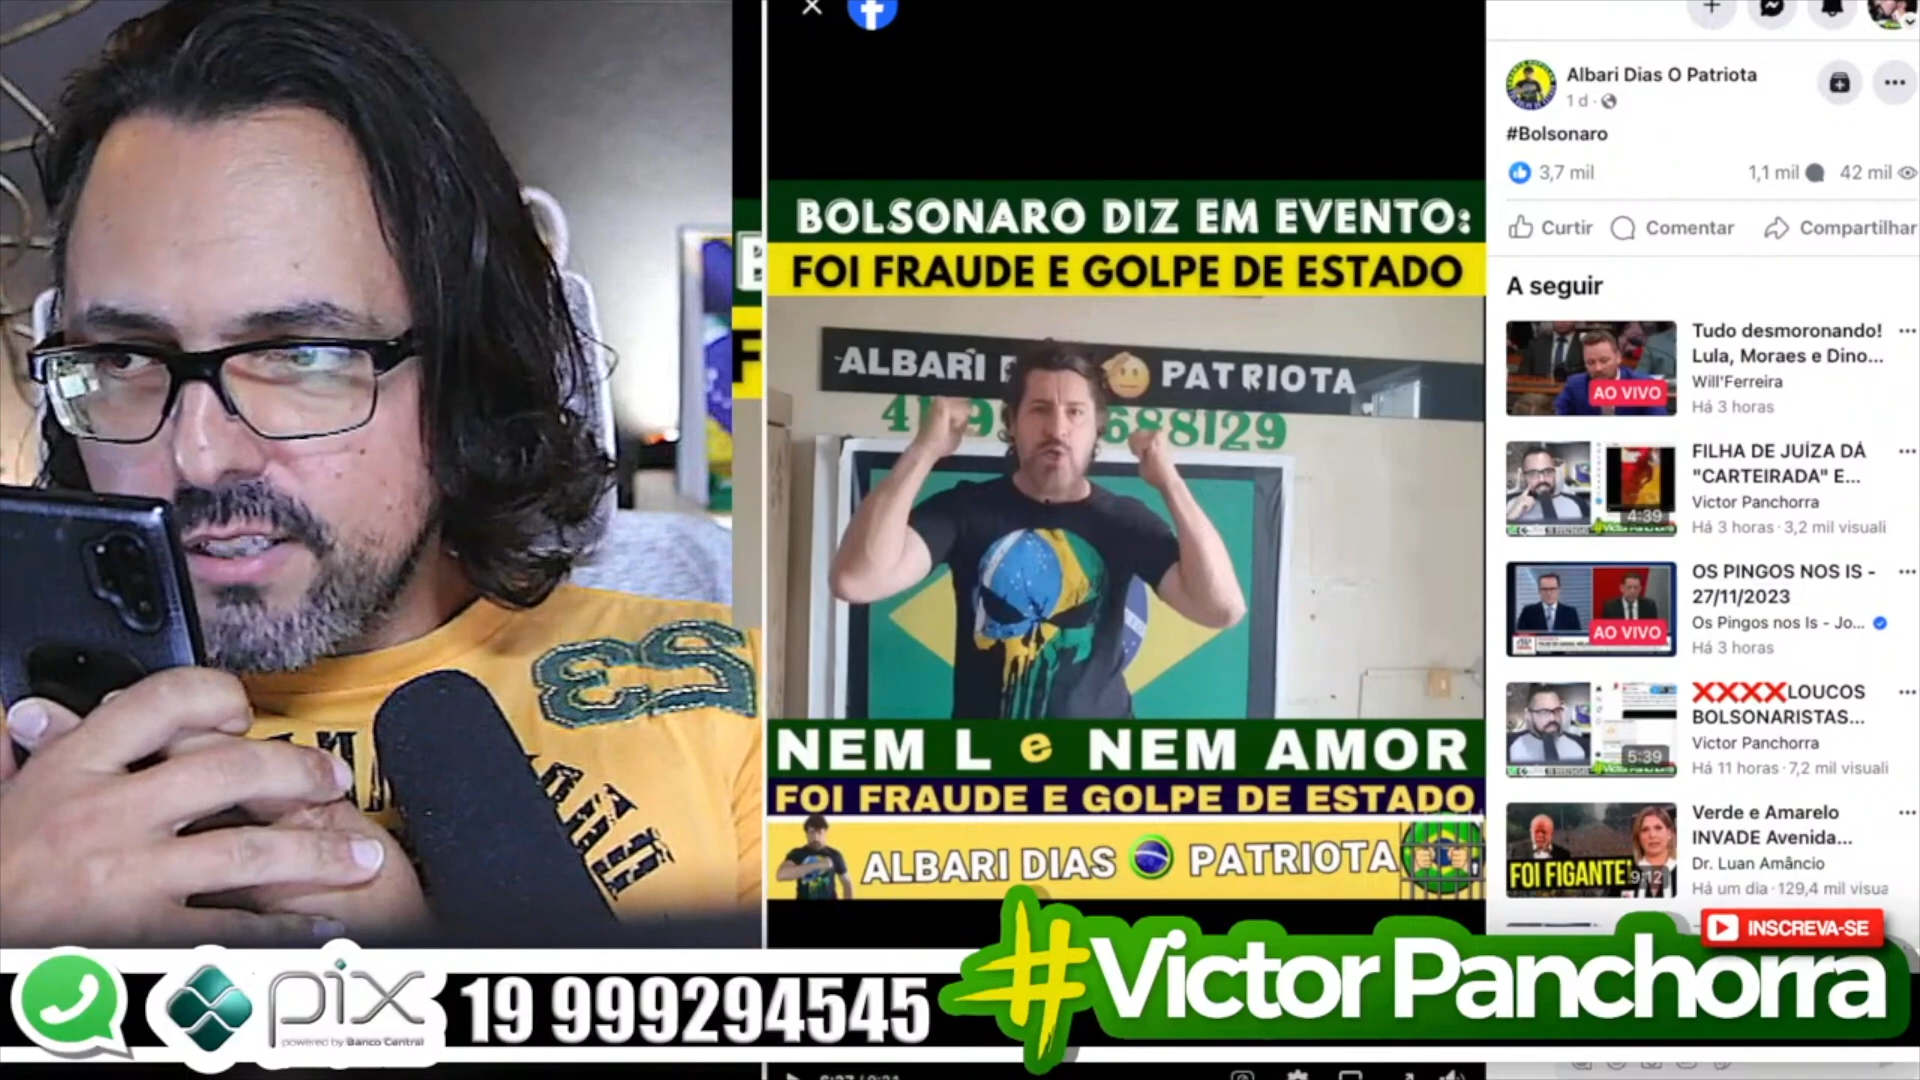 BOLSONARO DIZ EM EVENTO:
FOI FRAUDE E GOLPE DE ESTADO
ALBARI
PATRIOTA
688129
NEM L e NEM AMOR
FOI FRAUDE E GOLPE DE ESTADO
ALBARI DIAS PATRIOTA
Albari Dias O Patriota
1 d
#Bolsonaro
3,7 mil
1,1 mil
42 mil
Curtir
Comentar
Compartilhar
A seguir
Tudo desmoronando!
Lula, Moraes e Dino...
Will'Ferreira
Há 3 horas
AO VIVO
FILHA DE JUÍZA DÁ
"CARTEIRADA" E...
Victor Panchorra
Há 3 horas · 3,2 mil visuali
4:39
OS PINGOS NOS IS -
27/11/2023
Os Pingos nos Is - Jo...
Há 3 horas
AO VIVO
❌❌❌❌LOUCOS
BOLSONARISTAS...
Victor Panchorra
Há 11 horas · 7,2 mil visuali
5:39
Verde e Amarelo
INVADE Avenida...
Dr. Luan Amâncio
Há um dia · 129,4 mil visua
FOI FIGANTE!
9:12
INSCREVA-SE
pix
powered by Banco Central
19 999294545
#Victor Panchorra